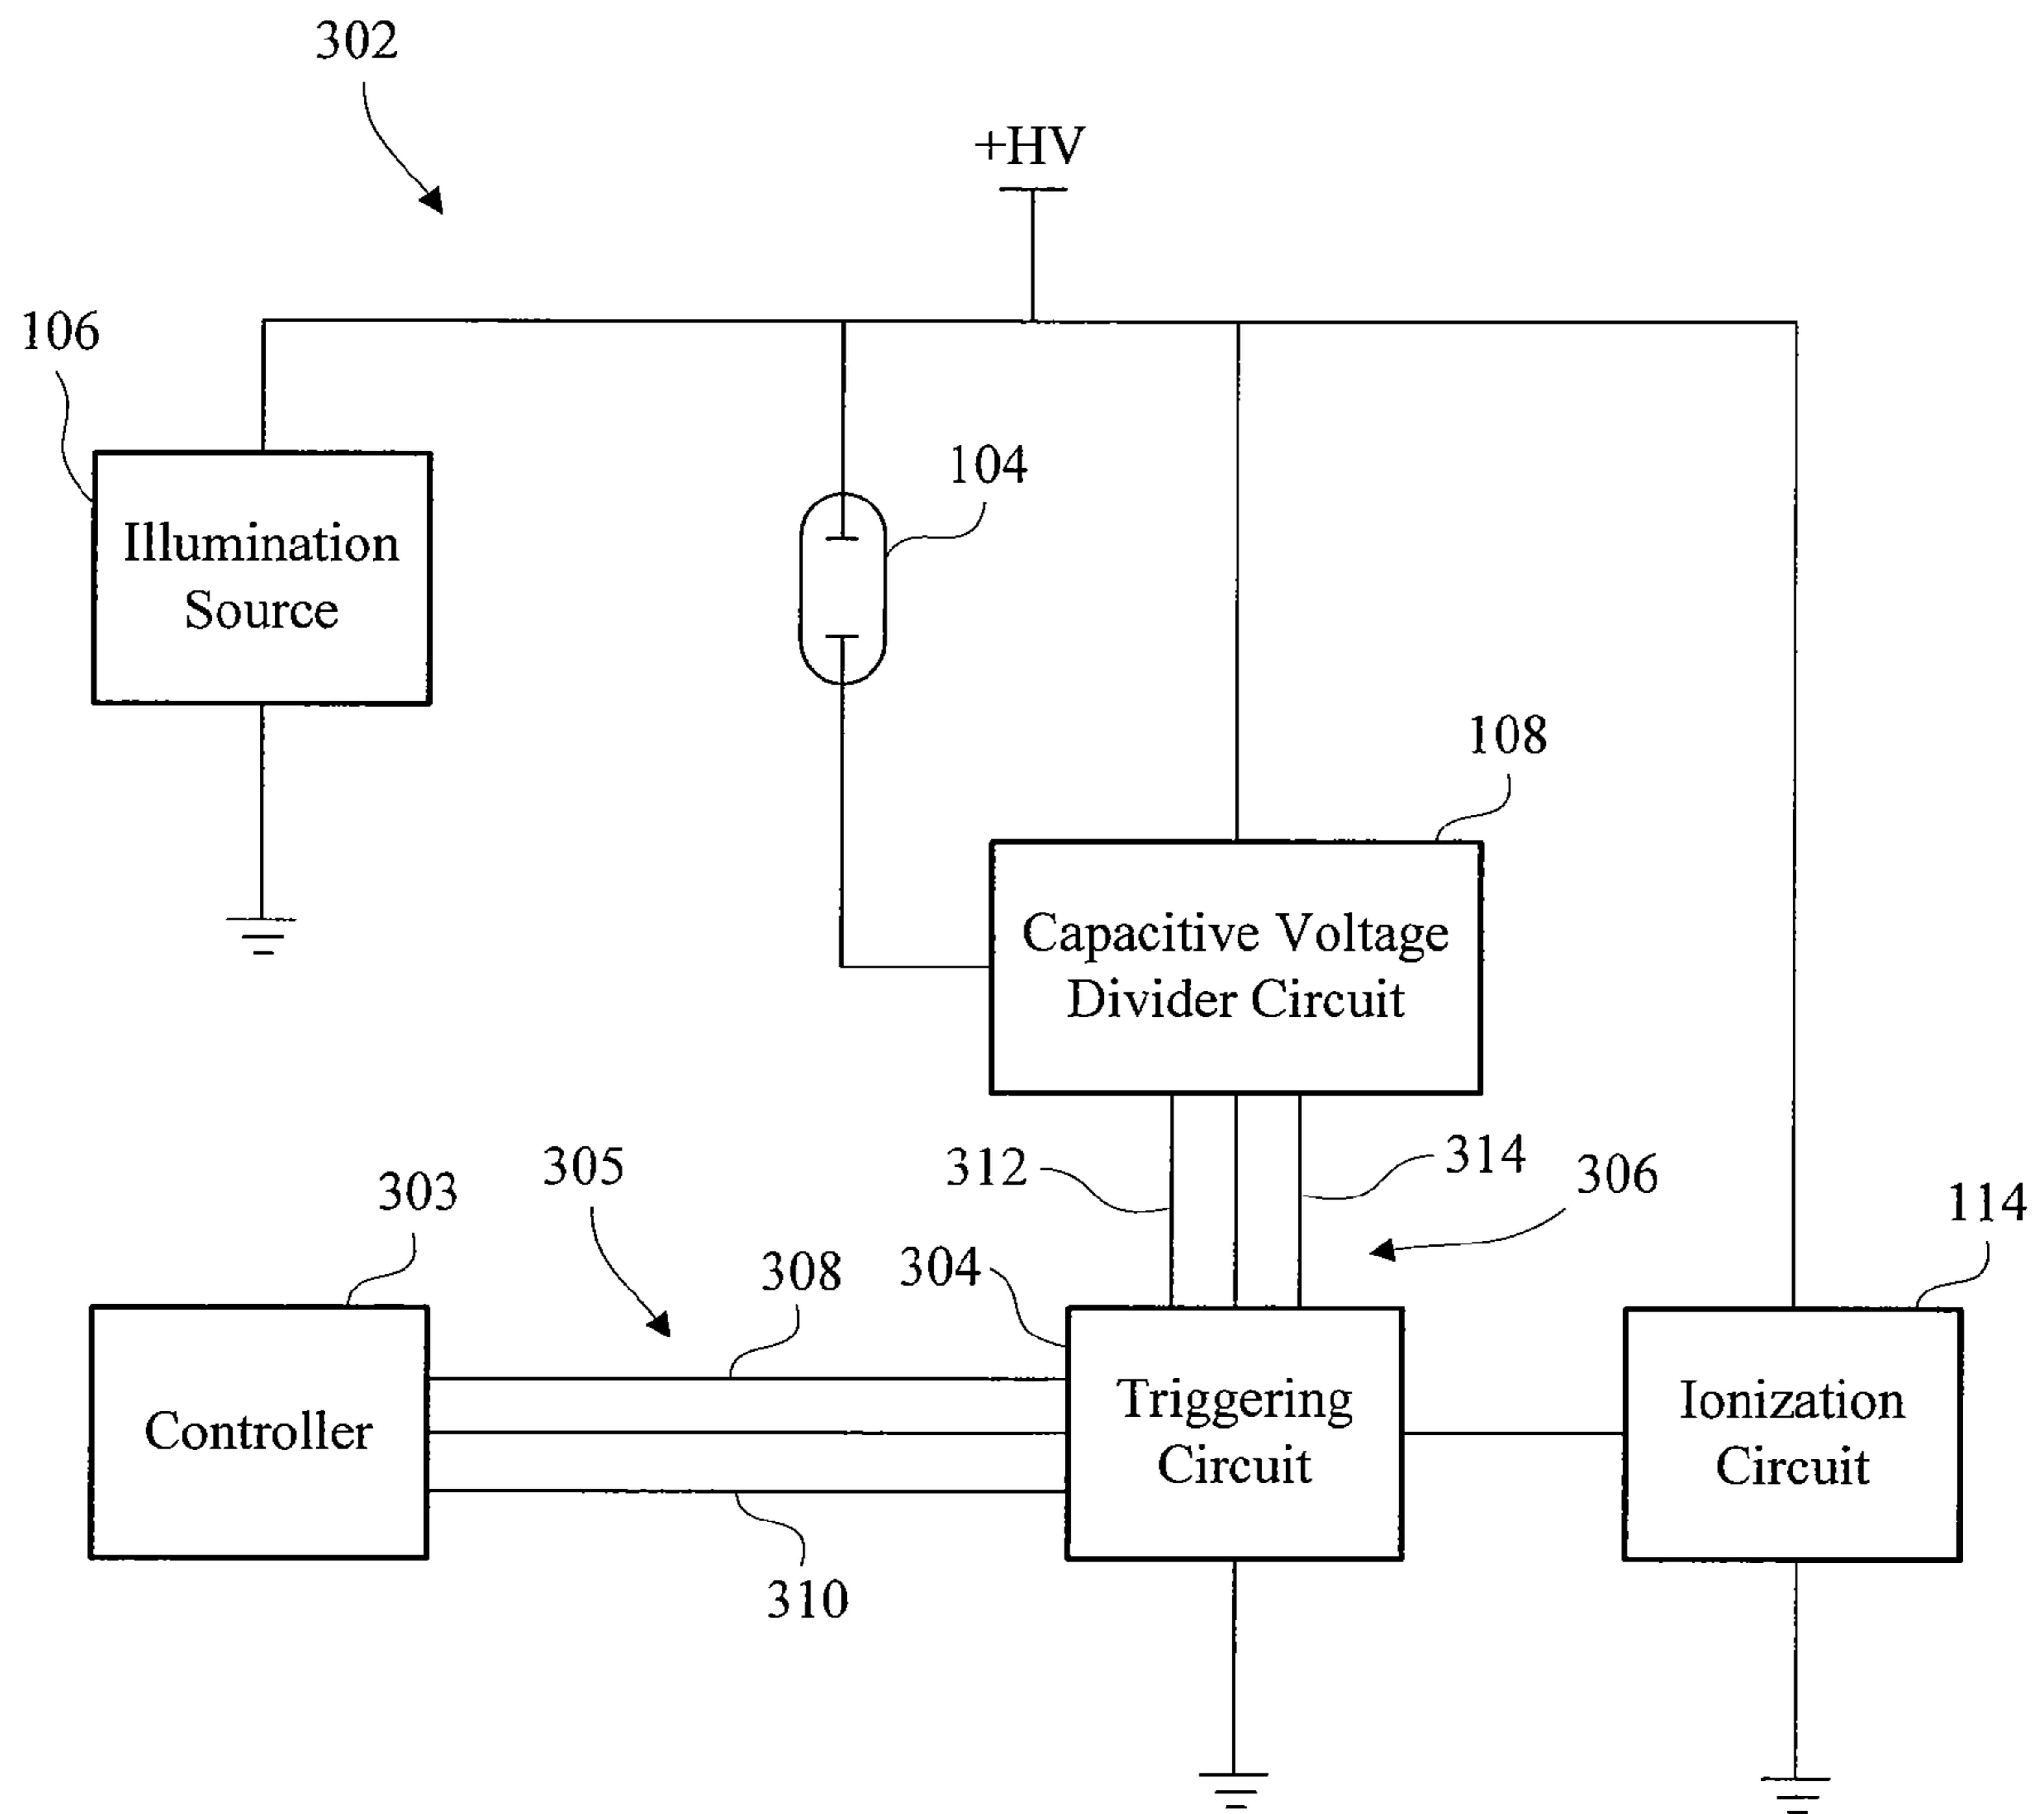 302
+HV
106
104
Illumination
Source
108
Capacitive Voltage
Divider Circuit
312
314
306
305
303
114
308
304
Controller
Triggering
Circuit
Ionization
Circuit
310